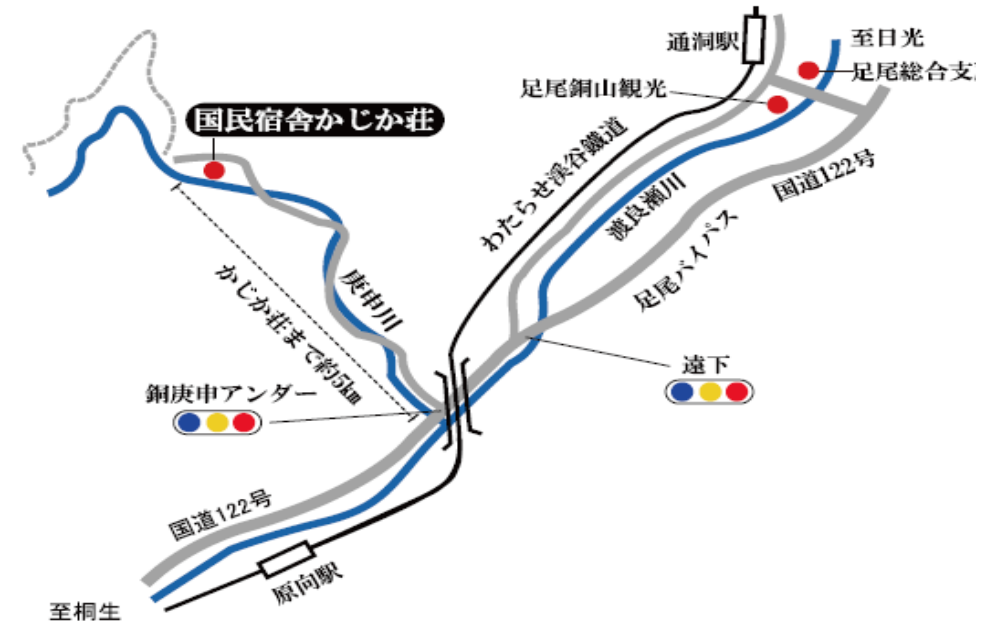 通洞駅
至日光
足尾総合支
足尾銅山観光
国民宿舎かじか荘
わたらせ渓谷鐵道
渡良瀬川
国道122号
足尾バイパス
庚申川
かじか荘まで約5km
遠下
銅庚申アンダー
国道122号
原向駅
至桐生